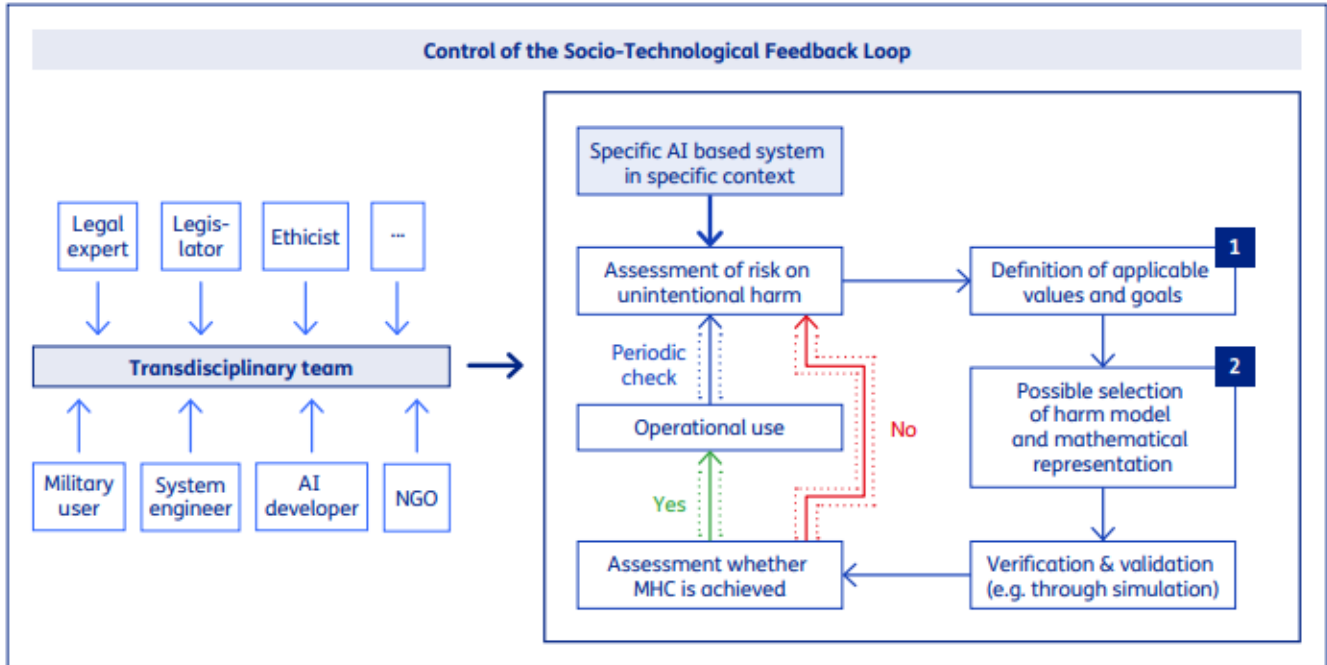 Control of the Socio-Technological Feedback Loop
Legal
expert
Legis-
lator
Ethicist
...
Transdisciplinary team
Military
user
System
engineer
AI
developer
NGO
Specific AI based system
in specific context
Assessment of risk on
unintentional harm
1
Definition of applicable
values and goals
2
Possible selection
of harm model
and mathematical
representation
Periodic
check
Operational use
No
Yes
Assessment whether
MHC is achieved
Verification & validation
(e.g. through simulation)